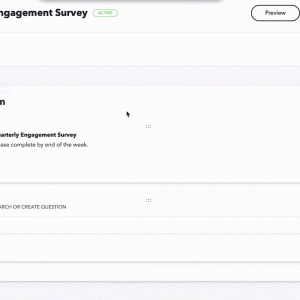 ngagement Survey ACTIVE
Preview
m
arterly Engagement Survey
ase complete by end of the week.
ARCH OR CREATE QUESTION